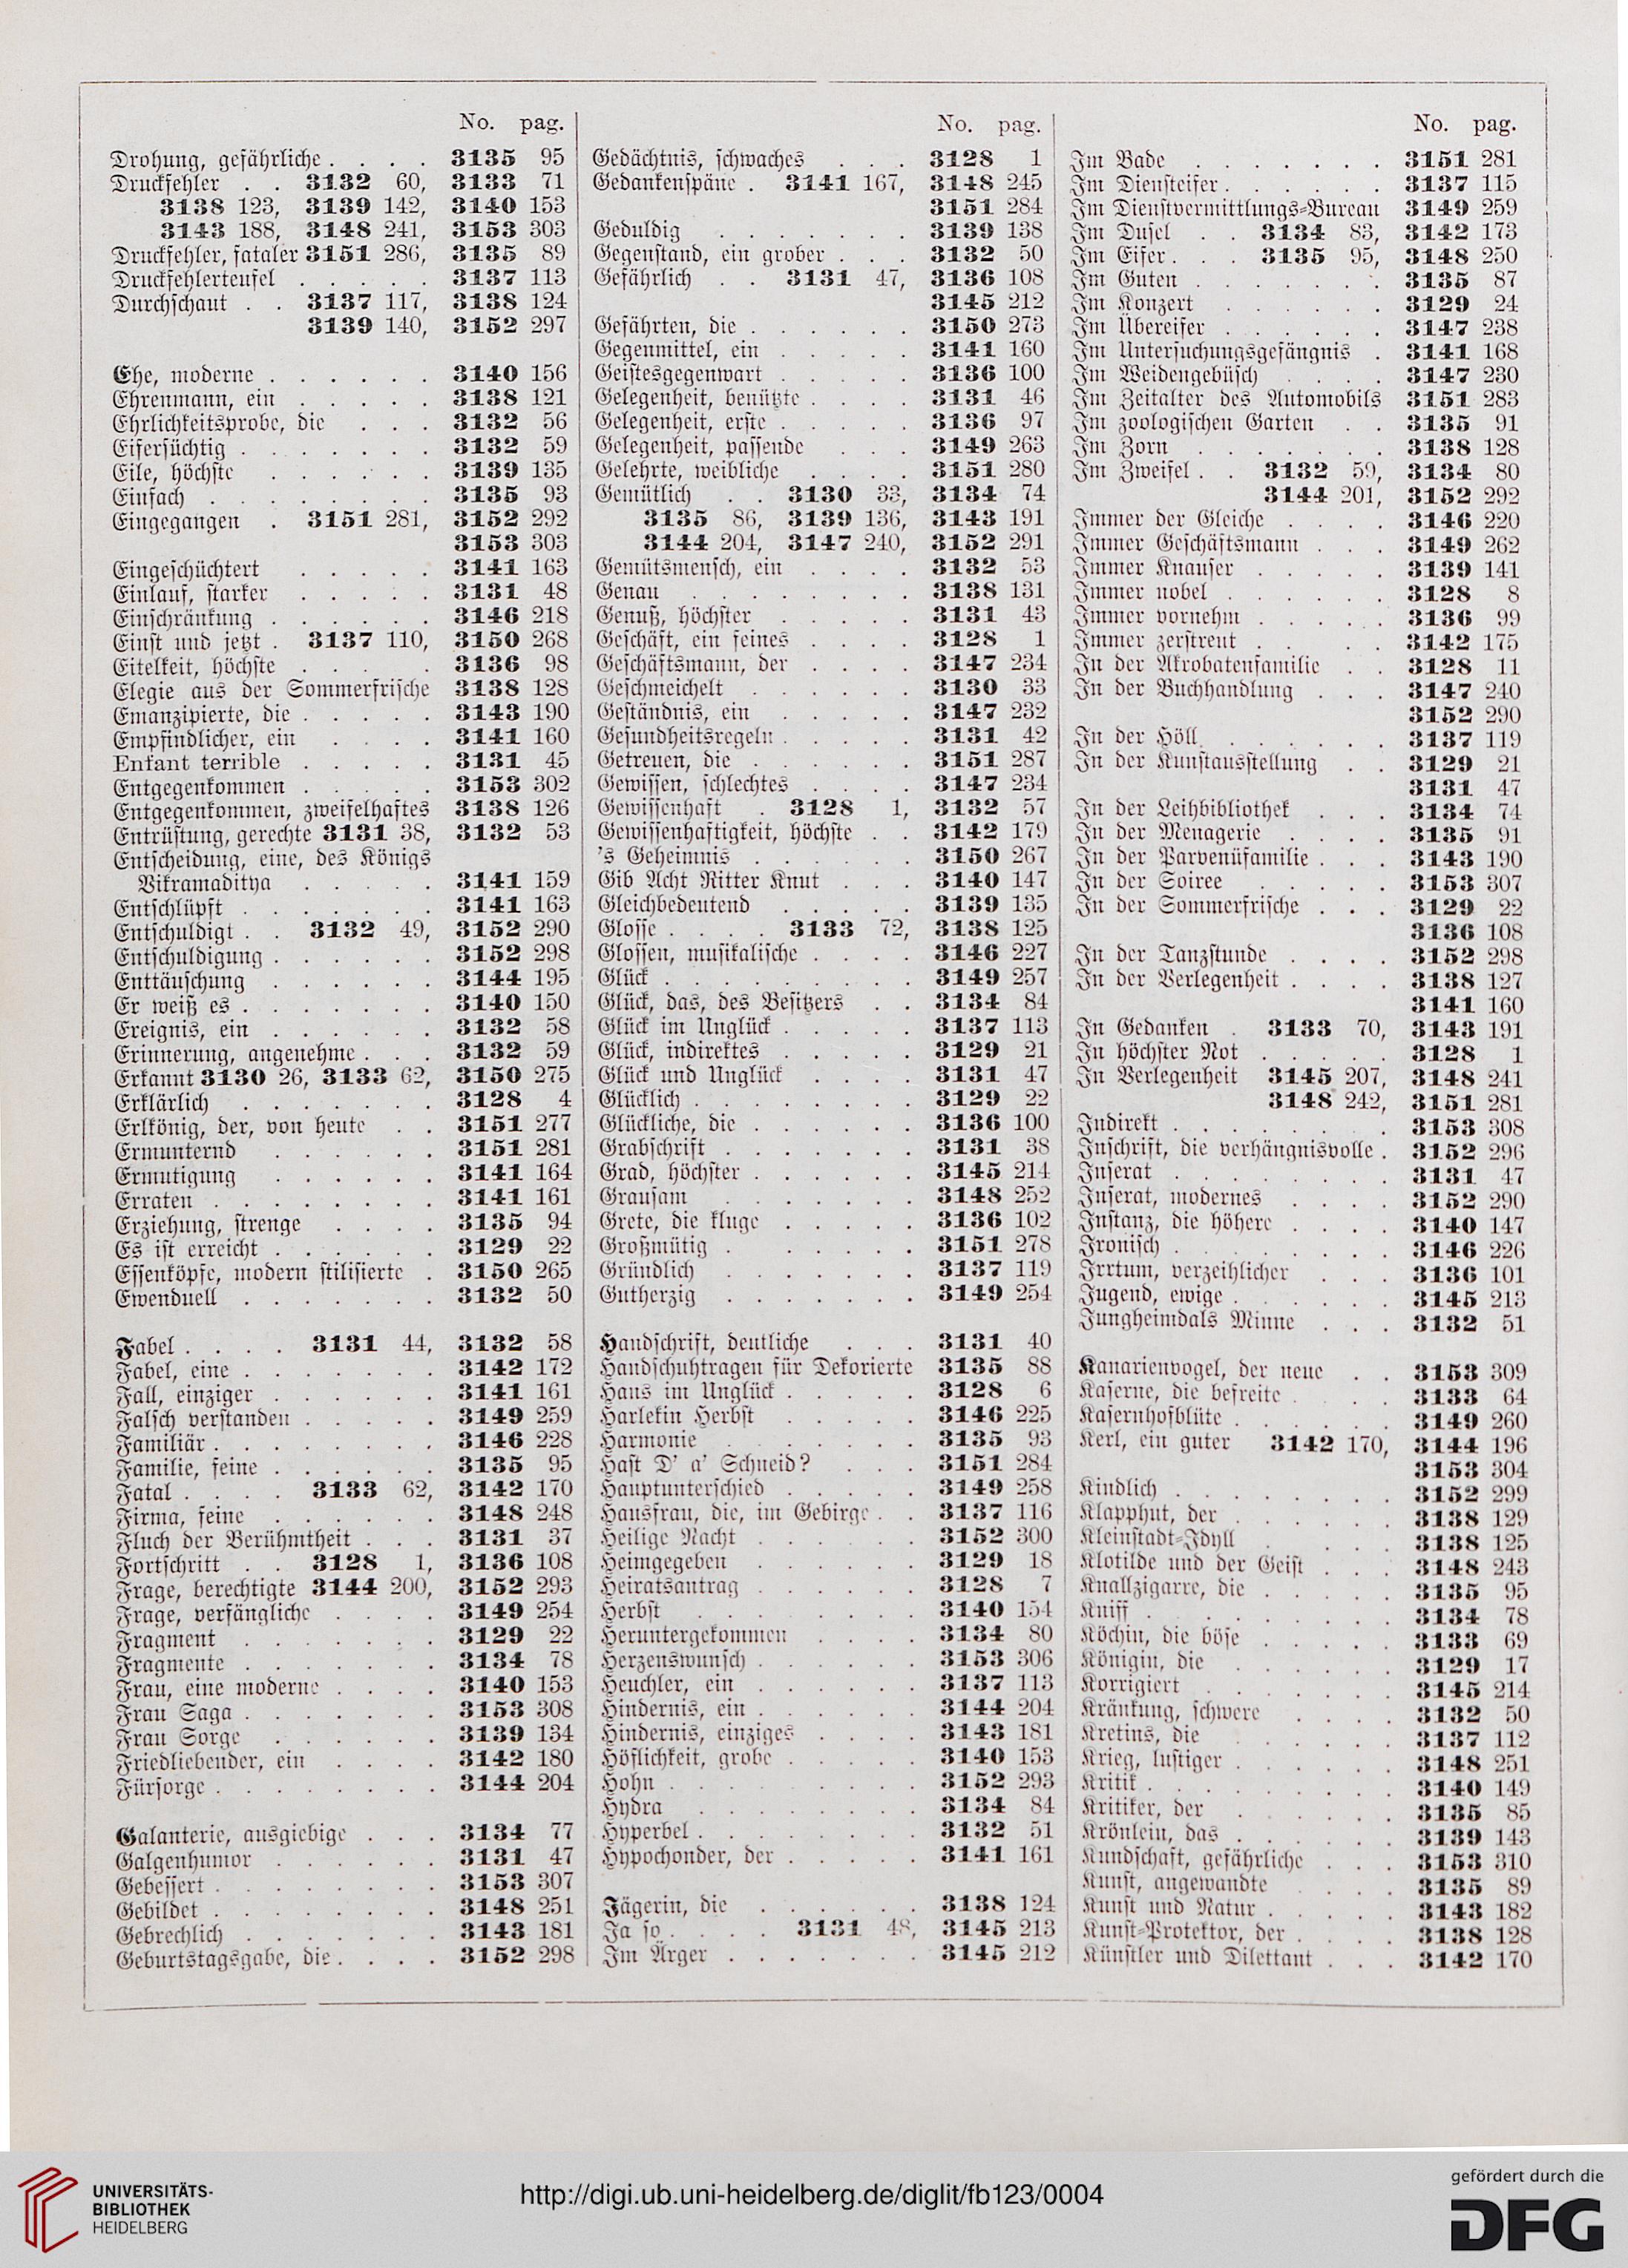 No. pag.
Drohung, gefährliche . . . . 3135 95
Druckfehler . . 3132 60, 3133 71
3138 123, 3139 142, 3140 153
3143 188, 3148 241, 3153 303
Druckfehler, fataler 3151 286, 3135 89
Druckfehlerteufel . . . . . 3137 113
Durchschaut . . 3137 117, 3138 124
3139 140, 3152 297
Ehe, moderne . . . . . . 3140 156
Ehrenmann, ein . . . . . 3138 121
Ehrlichkeitsprobe, die . . . 3132 56
Eifersüchtig . . . . . . . 3132 59
Eile, höchste . . . . . . 3139 135
Einfach . . . . . . . . 3135 93
Eingegangen . 3151 281, 3152 292
3153 303
Eingeschüchtert . . . . . 3141 163
Einlauf, starker . . . . . 3131 48
Einschränkung . . . . . . 3146 218
Einst und jetzt . 3137 110, 3150 268
Eitelkeit, höchste . . . . . 3136 98
Elegie aus der Sommerfrische 3138 128
Emanzipierte, die . . . . . 3143 190
Empfindlicher, ein . . . . 3141 160
Enfant terrible . . . . . 3131 45
Entgegenkommen . . . . . 3153 302
Entgegenkommen, zweifelhaftes 3138 126
Entrüstung, gerechte 3131 38, 3132 53
Entscheidung, eine, des Königs
Vikramaditya . . . . . 3141 159
Entschlüpft . . . . . . . 3141 163
Entschuldigt . . 3132 49, 3152 290
Entschuldigung . . . . . . 3152 298
Enttäuschung . . . . . . 3144 195
Er weiß es . . . . . . . 3140 150
Ereignis, ein . . . . . . 3132 58
Erinnerung, angenehme . . . 3132 59
Erkannt 3130 26, 3133 62, 3150 275
Erklärlich . . . . . . . 3128 4
Erlkönig, der, von heute . . 3151 277
Ermunternd . . . . . . 3151 281
Ermutigung . . . . . . 3141 164
Erraten . . . . . . . . 3141 161
Erziehung, strenge . . . . 3135 94
Es ist erreicht . . . . . . 3129 22
Essenköpfe, modern stilisierte . 3150 265
Ewenduell . . . . . . . 3132 50
Fabel . . . . 3131 44, 3132 58
Fabel, eine . . . . . . . 3142 172
Fall, einziger . . . . . . 3141 161
Falsch verstanden . . . . . 3149 259
Familiär . . . . . . . . 3146 228
Familie, feine . . . . . . 3135 95
Fatal . . . . 3133 62, 3142 170
Firma, feine . . . . . . 3148 248
Fluch der Berühmtheit . . . 3131 37
Fortschritt . . 3128 1, 3136 108
Frage, berechtigte 3144 200, 3152 293
Frage, verfängliche . . . . 3149 254
Fragment . . . . . . . 3129 22
Fragmente . . . . . . . 3134 78
Frau, eine moderne . . . . 3140 153
Frau Saga . . . . . . . 3153 308
Frau Sorge . . . . . . 3139 134
Friedliebender, ein . . . . 3142 180
Fürsorge . . . . . . . . 3144 204
Galanterie, ausgiebige . . . 3134 77
Galgenhumor . . . . . . 3131 47
Gebessert . . . . . . . . 3153 307
Gebildet . . . . . . . . 3148 251
Gebrechlich . . . . . . . 3143 181
Geburtstagsgabe, die . . . . 3152 298
No. pag.
Gedächtnis, schwaches . . . 3128 1
Gedankenspäne . 3141 167, 3148 245
3151 284
Geduldig . . . . . . . 3139 138
Gegenstand, ein grober . . . 3132 50
Gefährlich . . 3131 47, 3136 108
3145 212
Gefährten, die . . . . . . 3150 273
Gegenmittel, ein . . . . . 3141 160
Geistesgegenwart . . . . . 3136 100
Gelegenheit, benützte . . . . 3131 46
Gelegenheit, erste . . . . . 3136 97
Gelegenheit, passende . . . 3149 263
Gelehrte, weibliche . . . . 3151 280
Gemütlich . . 3130 33, 3134 74
3135 86, 3139 136, 3143 191
3144 204, 3147 240, 3152 291
Gemütsmensch, ein . . . . 3132 53
Genau . . . . . . . . 3138 131
Genuß, höchster . . . . . 3131 43
Geschäft, ein feines . . . . 3128 1
Geschäftsmann, der . . . . 3147 234
Geschmeichelt . . . . . . 3130 33
Geständnis, ein . . . . . 3147 232
Gesundheitsregeln . . . . . 3131 42
Getreuen, die . . . . . . 3151 287
Gewissen, schlechtes . . . . 3147 234
Gewissenhaft . 3128 1, 3132 57
Gewissenhaftigkeit, höchste . . 3142 179
's Geheimnis . . . . . . 3150 267
Gib Acht Ritter Knut . . . 3140 147
Gleichbedeutend . . . . . 3139 135
Glosse . . . . 3133 72, 3138 125
Glossen, musikalische . . . . 3146 227
Glück . . . . . . . . . 3149 257
Glück, das, des Besitzers . . 3134 84
Glück im Unglück . . . . . 3137 113
Glück, indirektes . . . . . 3129 21
Glück und Unglück . . . . 3131 47
Glücklich . . . . . . . . 3129 22
Glückliche, die . . . . . . 3136 100
Grabschrift . . . . . . . 3131 38
Grad, höchster . . . . . . 3145 214
Grausam . . . . . . . 3148 252
Grete, die kluge . . . . . 3136 102
Großmütig . . . . . . . 3151 278
Gründlich . . . . . . . 3137 119
Gutherzig . . . . . . . 3149 254
Handschrift, deutliche . . . 3131 40
Handschuhtragen für Dekorierte 3135 88
Hans im Unglück . . . . . 3128 6
Harlekin Herbst . . . . . 3146 225
Harmonie . . . . . . . 3135 93
Hast D' a' Schneid? . . . 3151 284
Hauptunterschied . . . . . 3149 258
Hausfrau, die, im Gebirge . . 3137 116
Heilige Nacht . . . . . . 3152 300
Heimgegeben . . . . . . 3129 18
Heiratsantrag . . . . . . 3128 7
Herbst . . . . . . . . 3140 154
Heruntergekommen . . . . 3134 80
Herzenswunsch . . . . . . 3153 306
Heuchler, ein . . . . . . 3137 113
Hindernis, ein . . . . . . 3144 204
Hindernis, einziges . . . . 3143 181
Höflichkeit, grobe . . . . . 3140 153
Hohn . . . . . . . . . 3152 293
Hydra . . . . . . . . 3134 84
Hyperbel . . . . . . . . 3132 51
Hypochonder, der . . . . . 3141 161
Jägerin, die . . . . . . 3138 124
Ja so . . . . 3131 48, 3145 213
Im Ärger . . . . . . . 3145 212
No. pag.
Im Bade . . . . . . . 3151 281
Im Diensteifer . . . . . . 3137 115
Im Dienstvermittlungs-Bureau 3149 259
Im Dusel . . 3134 83, 3142 173
Im Eifer . . . 3135 95, 3148 250
Im Guten . . . . . . . 3135 87
Im Konzert . . . . . . 3129 24
Im Übereifer . . . . . . 3147 238
Im Untersuchungsgefängnis . 3141 168
Im Weidengebüsch . . . . 3147 230
Im Zeitalter des Automobils 3151 283
Im zoologischen Garten . . 3135 91
Im Zorn . . . . . . . 3138 128
Im Zweifel . . 3132 59, 3134 80
3144 201, 3152 292
Immer der Gleiche . . . . 3146 220
Immer Geschäftsmann . . . 3149 262
Immer Knauser . . . . . 3139 141
Immer nobel . . . . . . 3128 8
Immer vornehm . . . . . 3136 99
Immer zerstreut . . . . 3142 175
In der Akrobatenfamilie . . 3128 11
In der Buchhandlung . . . 3147 240
3152 290
In der Höll . . . . . . . 3137 119
In der Kunstausstellung . . 3129 21
3131 47
In der Leihbibliothek . . . 3134 74
In der Menagerie . . . . 3135 91
In der Parvenüfamilie . . . 3143 190
In der Soiree . . . . . 3153 307
In der Sommerfrische . . . 3129 22
3136 108
In der Tanzstunde . . . . 3152 298
In der Verlegenheit . . . . 3138 127
3141 160
In Gedanken . 3133 70, 3143 191
In höchster Not . . . . . 3128 1
In Verlegenheit 3145 207, 3148 241
3148 242, 3151 281
Indirekt . . . . . . . . 3153 308
Inschrift, die verhängnisvolle . 3152 296
Inserat . . . . . . . . 3131 47
Inserat, modernes . . . . 3152 290
Instanz, die höhere . . . . 3140 147
Ironisch . . . . . . . . 3146 226
Irrtum, verzeihlicher . . . 3136 101
Jugend, ewige . . . . . . 3145 213
Jungheimdals Minne . . . 3132 51
Kanarienvogel, der neue . . 3153 309
Kaserne, die befreite . . . 3133 64
Kasernhofblüte . . . . . . 3149 260
Kerl, ein guter 3142 170, 3144 196
3153 304
Kindlich . . . . . . . . 3152 299
Klapphut, der . . . . . . 3138 129
Kleinstadt-Idyll . . . . 3138 125
Klotilde und der Geist . . . 3148 243
Knallzigarre, die . . . . . 3135 95
Kniff . . . . . . . . . 3134 78
Köchin, die böse . . . . . 3133 69
Königin, die . . . . . . 3129 17
Korrigiert . . . . . . . 3145 214
Kränkung, schwere . . . . 3132 50
Kretins, die . . . . . . 3137 112
Krieg, lustiger . . . . . . 3148 251
Kritik . . . . . . . . . 3140 149
Kritiker, der . . . . . . 3135 85
Krönlein, das . . . . . . 3139 143
Kundschaft, gefährliche . . . 3153 310
Kunst, angewandte . . . . 3135 89
Kunst und Natur . . . . . 3143 182
Kunst-Protektor, der . . . . 3138 128
Künstler und Dilettant . . . 3142 170
UNIVERSITÄTS-
BIBLIOTHEK
HEIDELBERG
http://digi.ub.uni-heidelberg.de/diglit/fb123/0004
gefördert durch die
DFG